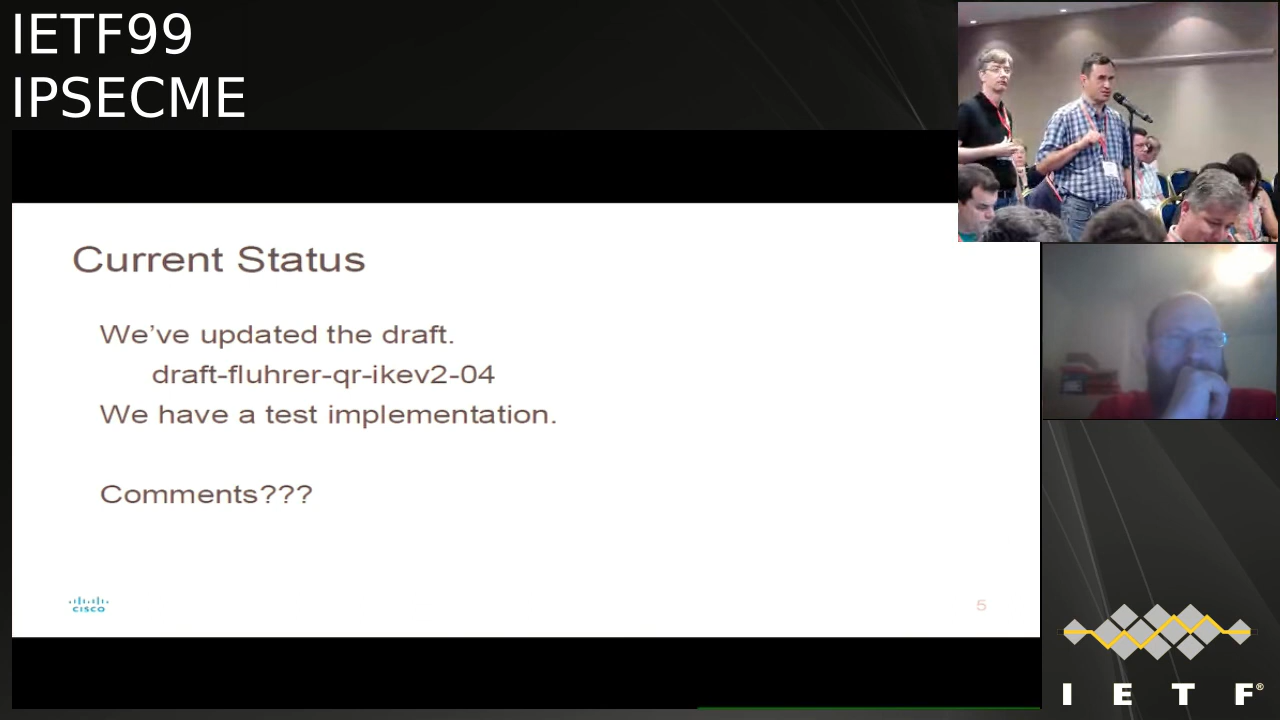 IETF99
IPSECME
Current Status
We've updated the draft.
draft-fluhrer-qr-ikev2-04
We have a test implementation.
Comments???
CISCO
5
I E T F®